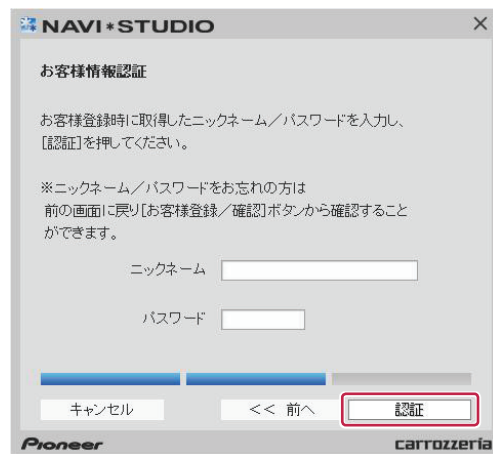 NAVI*STUDIO
お客様情報認証
お客様登録時に取得したニックネーム／パスワードを入力し、
[認証]を押してください。
※ニックネーム／パスワードをお忘れの方は
前の画面に戻り[お客様登録／確認]ボタンから確認すること
ができます。
ニックネーム
パスワード
キャンセル
<< 前へ
認証
Pioneer
carrozzeria